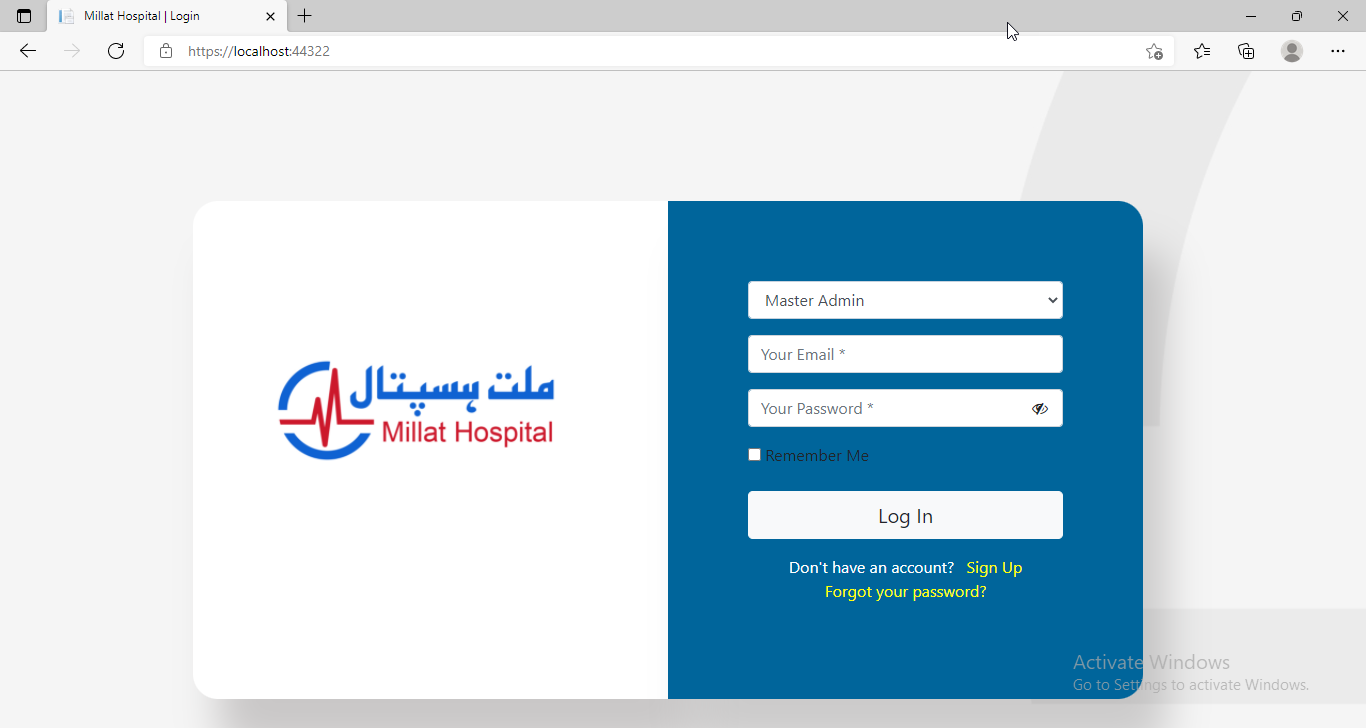 Millat Hospital | Login
https://localhost:44322
Master Admin
Your Email *
ملت ہسپتال
Millat Hospital
Your Password *
Remember Me
Log In
Don't have an account? Sign Up
Forgot your password?
Activate Windows
Go to Settings to activate Windows.